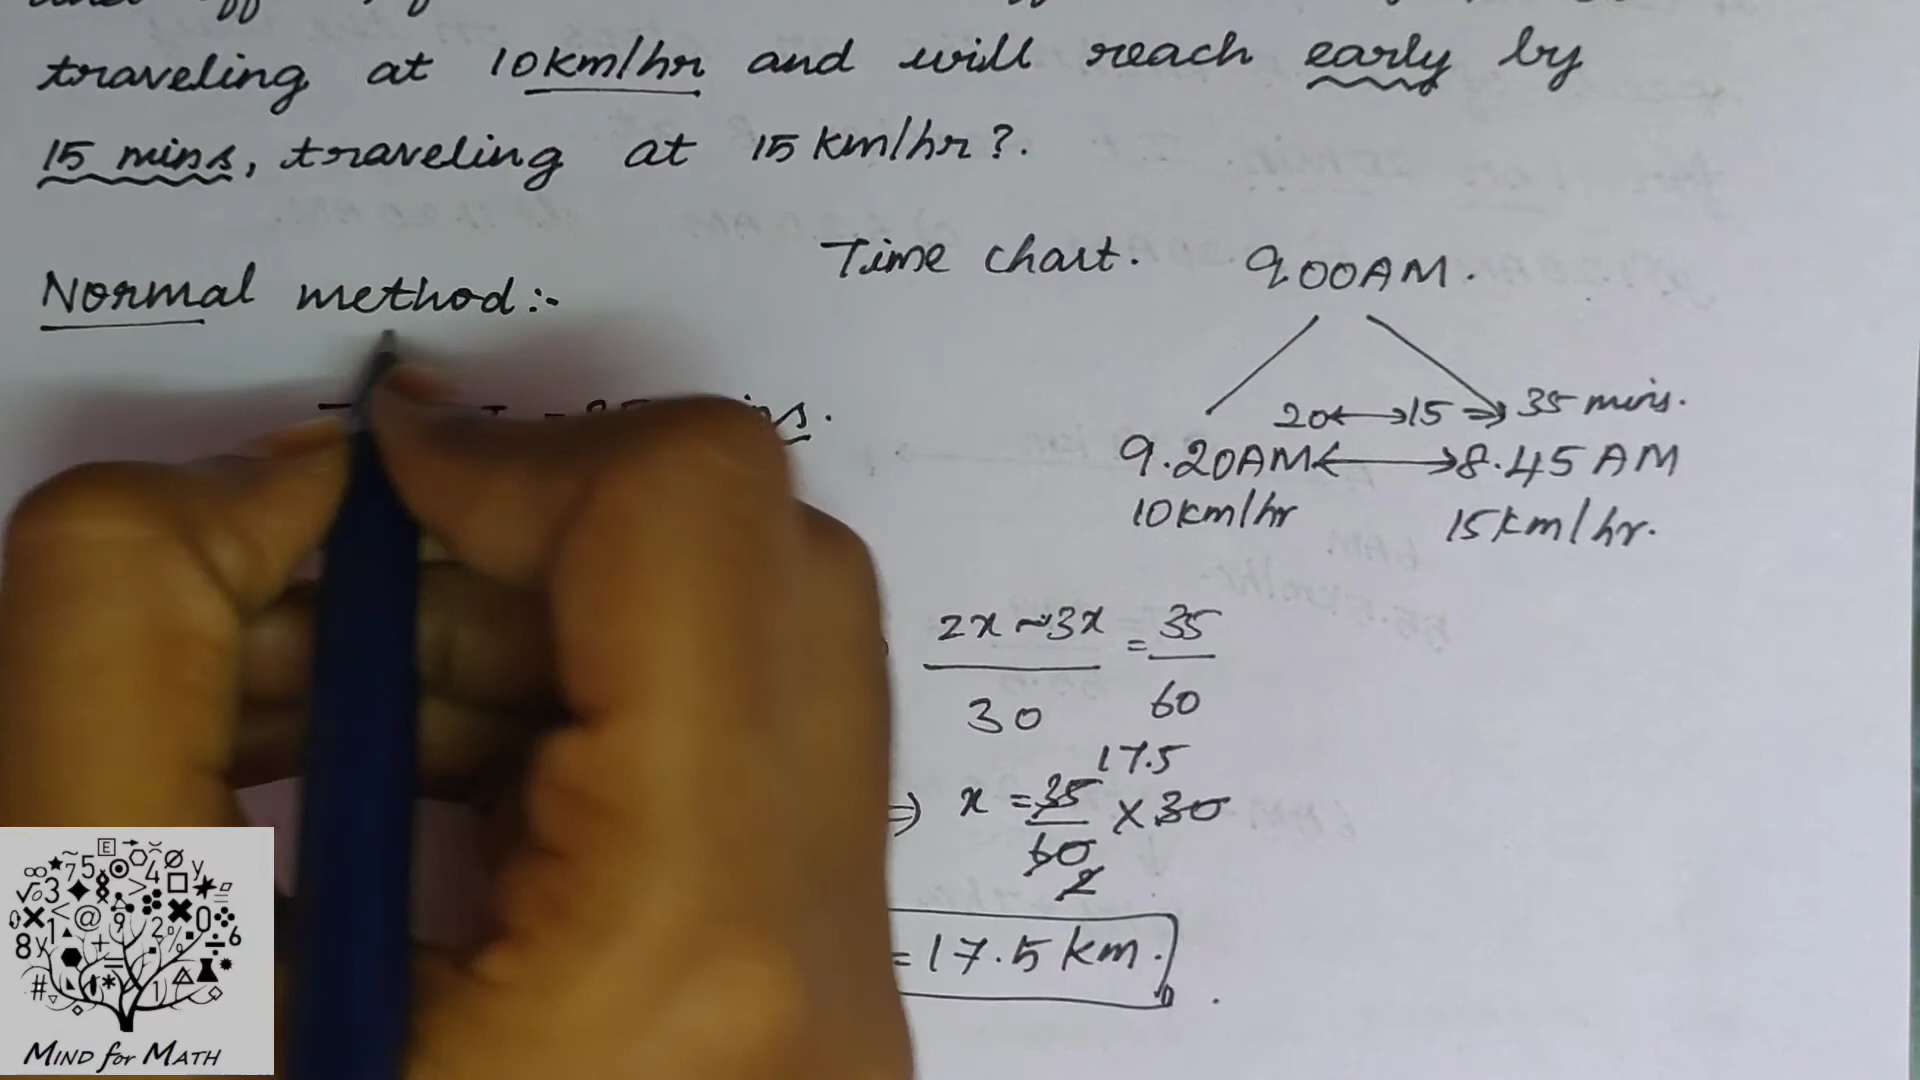 traveling at 10km/hr and will reach early by
15 mins, traveling at 15 km/hr?.
Time chart. 9.00AM.
Normal method:-
20 15 35 mins.
9.20AM 8.45 AM
10km/hr 15km/hr.
2x ~ 3x = 35
30 60
17.5
x = 35 × 30
60
2
= 17.5 km.
MIND for MATH